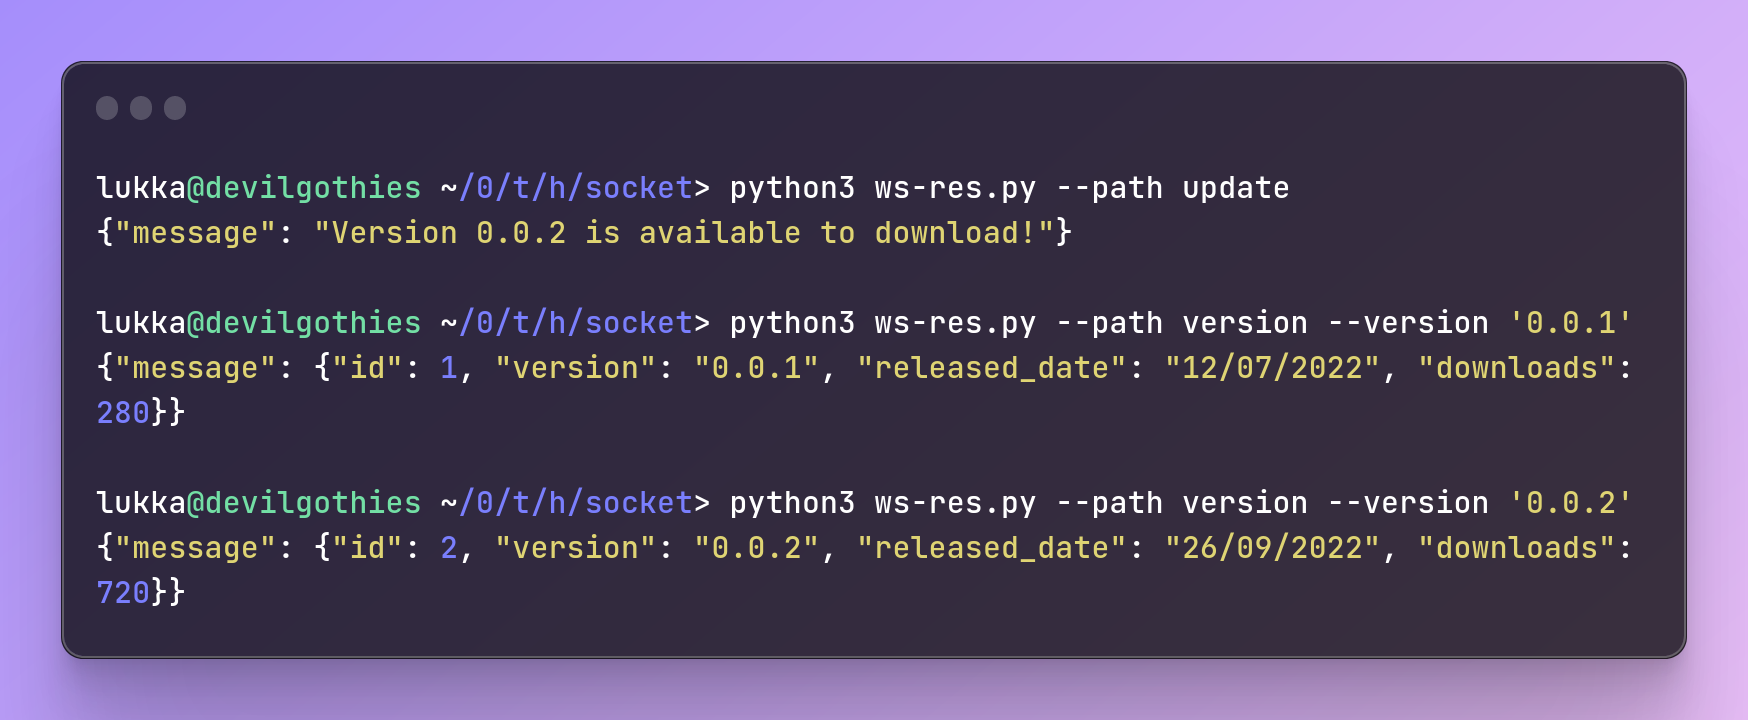 lukka@devilgothies ~/0/t/h/socket> python3 ws-res.py --path update
{"message": "Version 0.0.2 is available to download!"}
lukka@devilgothies ~/0/t/h/socket> python3 ws-res.py --path version --version '0.0.1'
{"message": {"id": 1, "version": "0.0.1", "released_date": "12/07/2022", "downloads":
280}}
lukka@devilgothies ~/0/t/h/socket> python3 ws-res.py --path version --version '0.0.2'
{"message": {"id": 2, "version": "0.0.2", "released_date": "26/09/2022", "downloads":
720}}